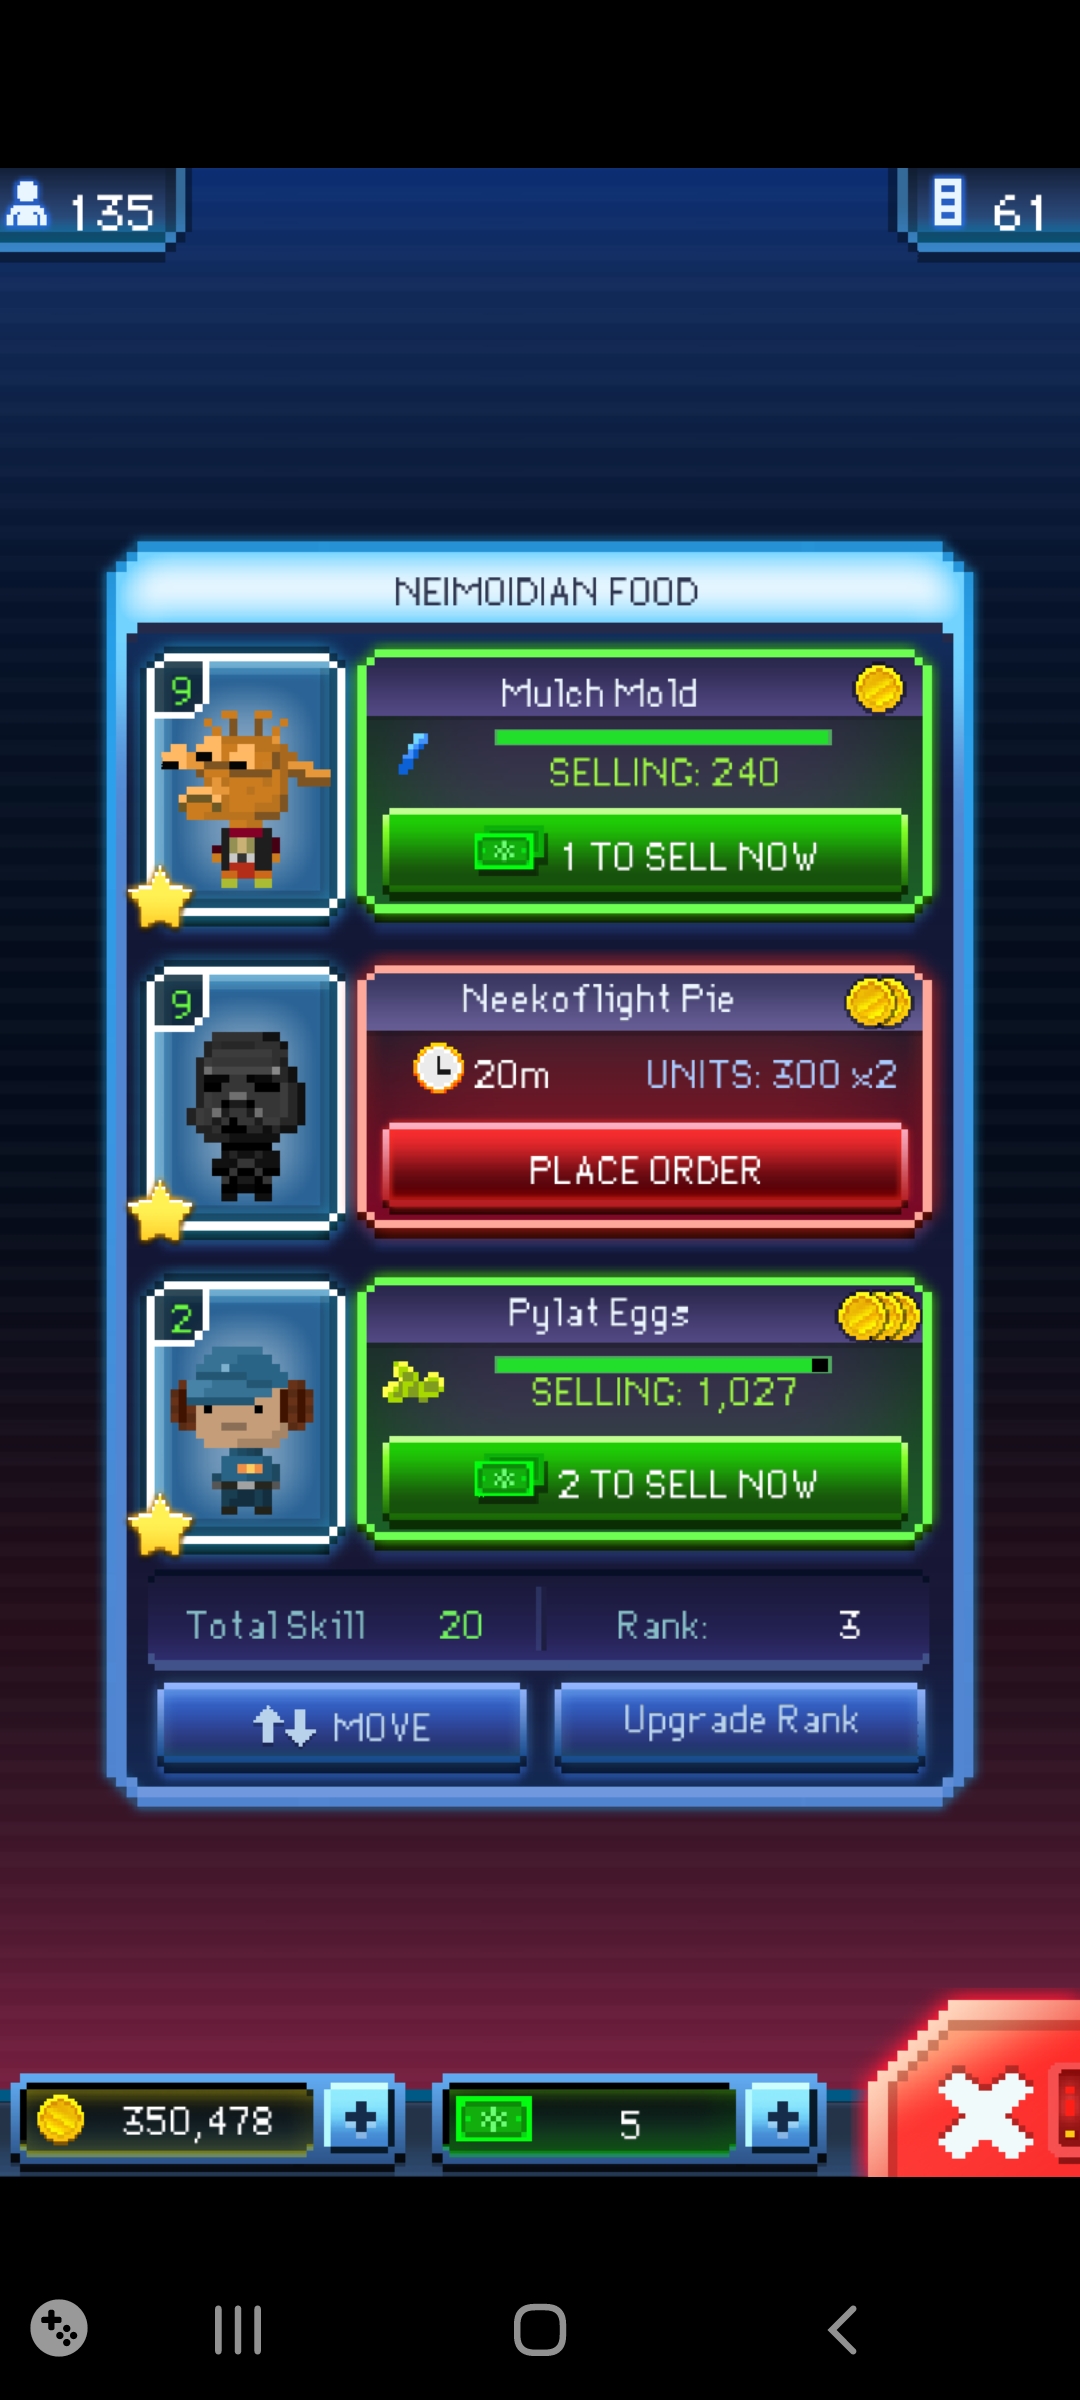 135
61
NEIMOIDIAN FOOD
9
Mulch Mold
SELLING: 240
1 TO SELL NOW
9
Neekoflight Pie
20m UNITS: 300 x2
PLACE ORDER
2
Pylat Eggs
SELLING: 1,027
2 TO SELL NOW
Total Skill 20 Rank: 3
MOVE Upgrade Rank
350,478 5